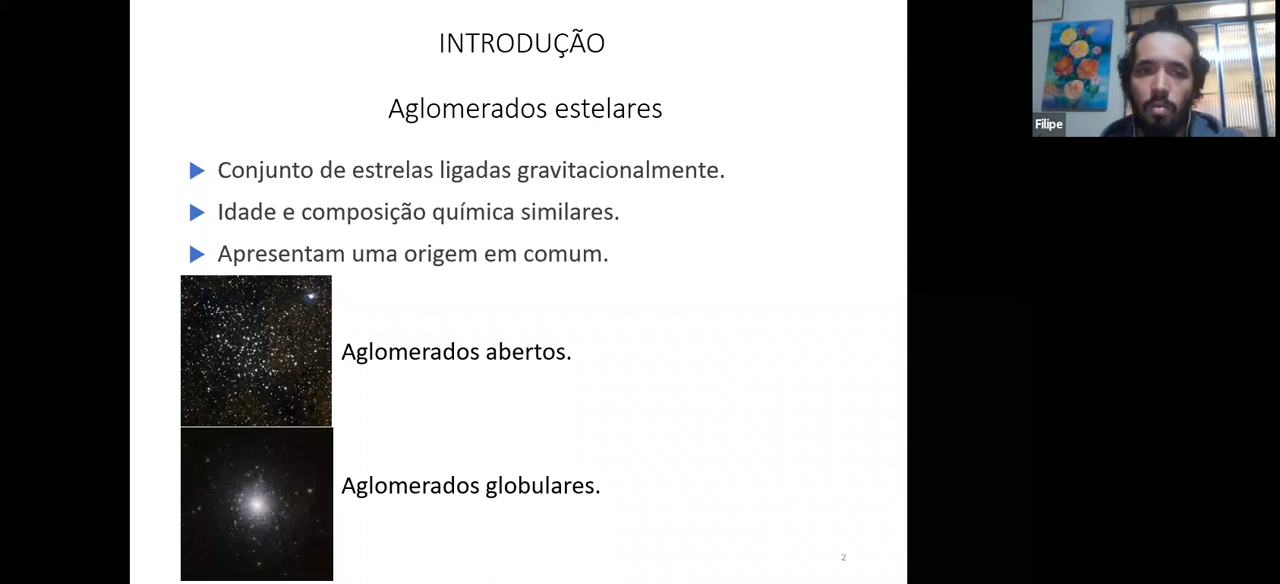 INTRODUÇÃO
Aglomerados estelares
Conjunto de estrelas ligadas gravitacionalmente.
Idade e composição química similares.
Apresentam uma origem em comum.
Aglomerados abertos.
Aglomerados globulares.
2
Filipe